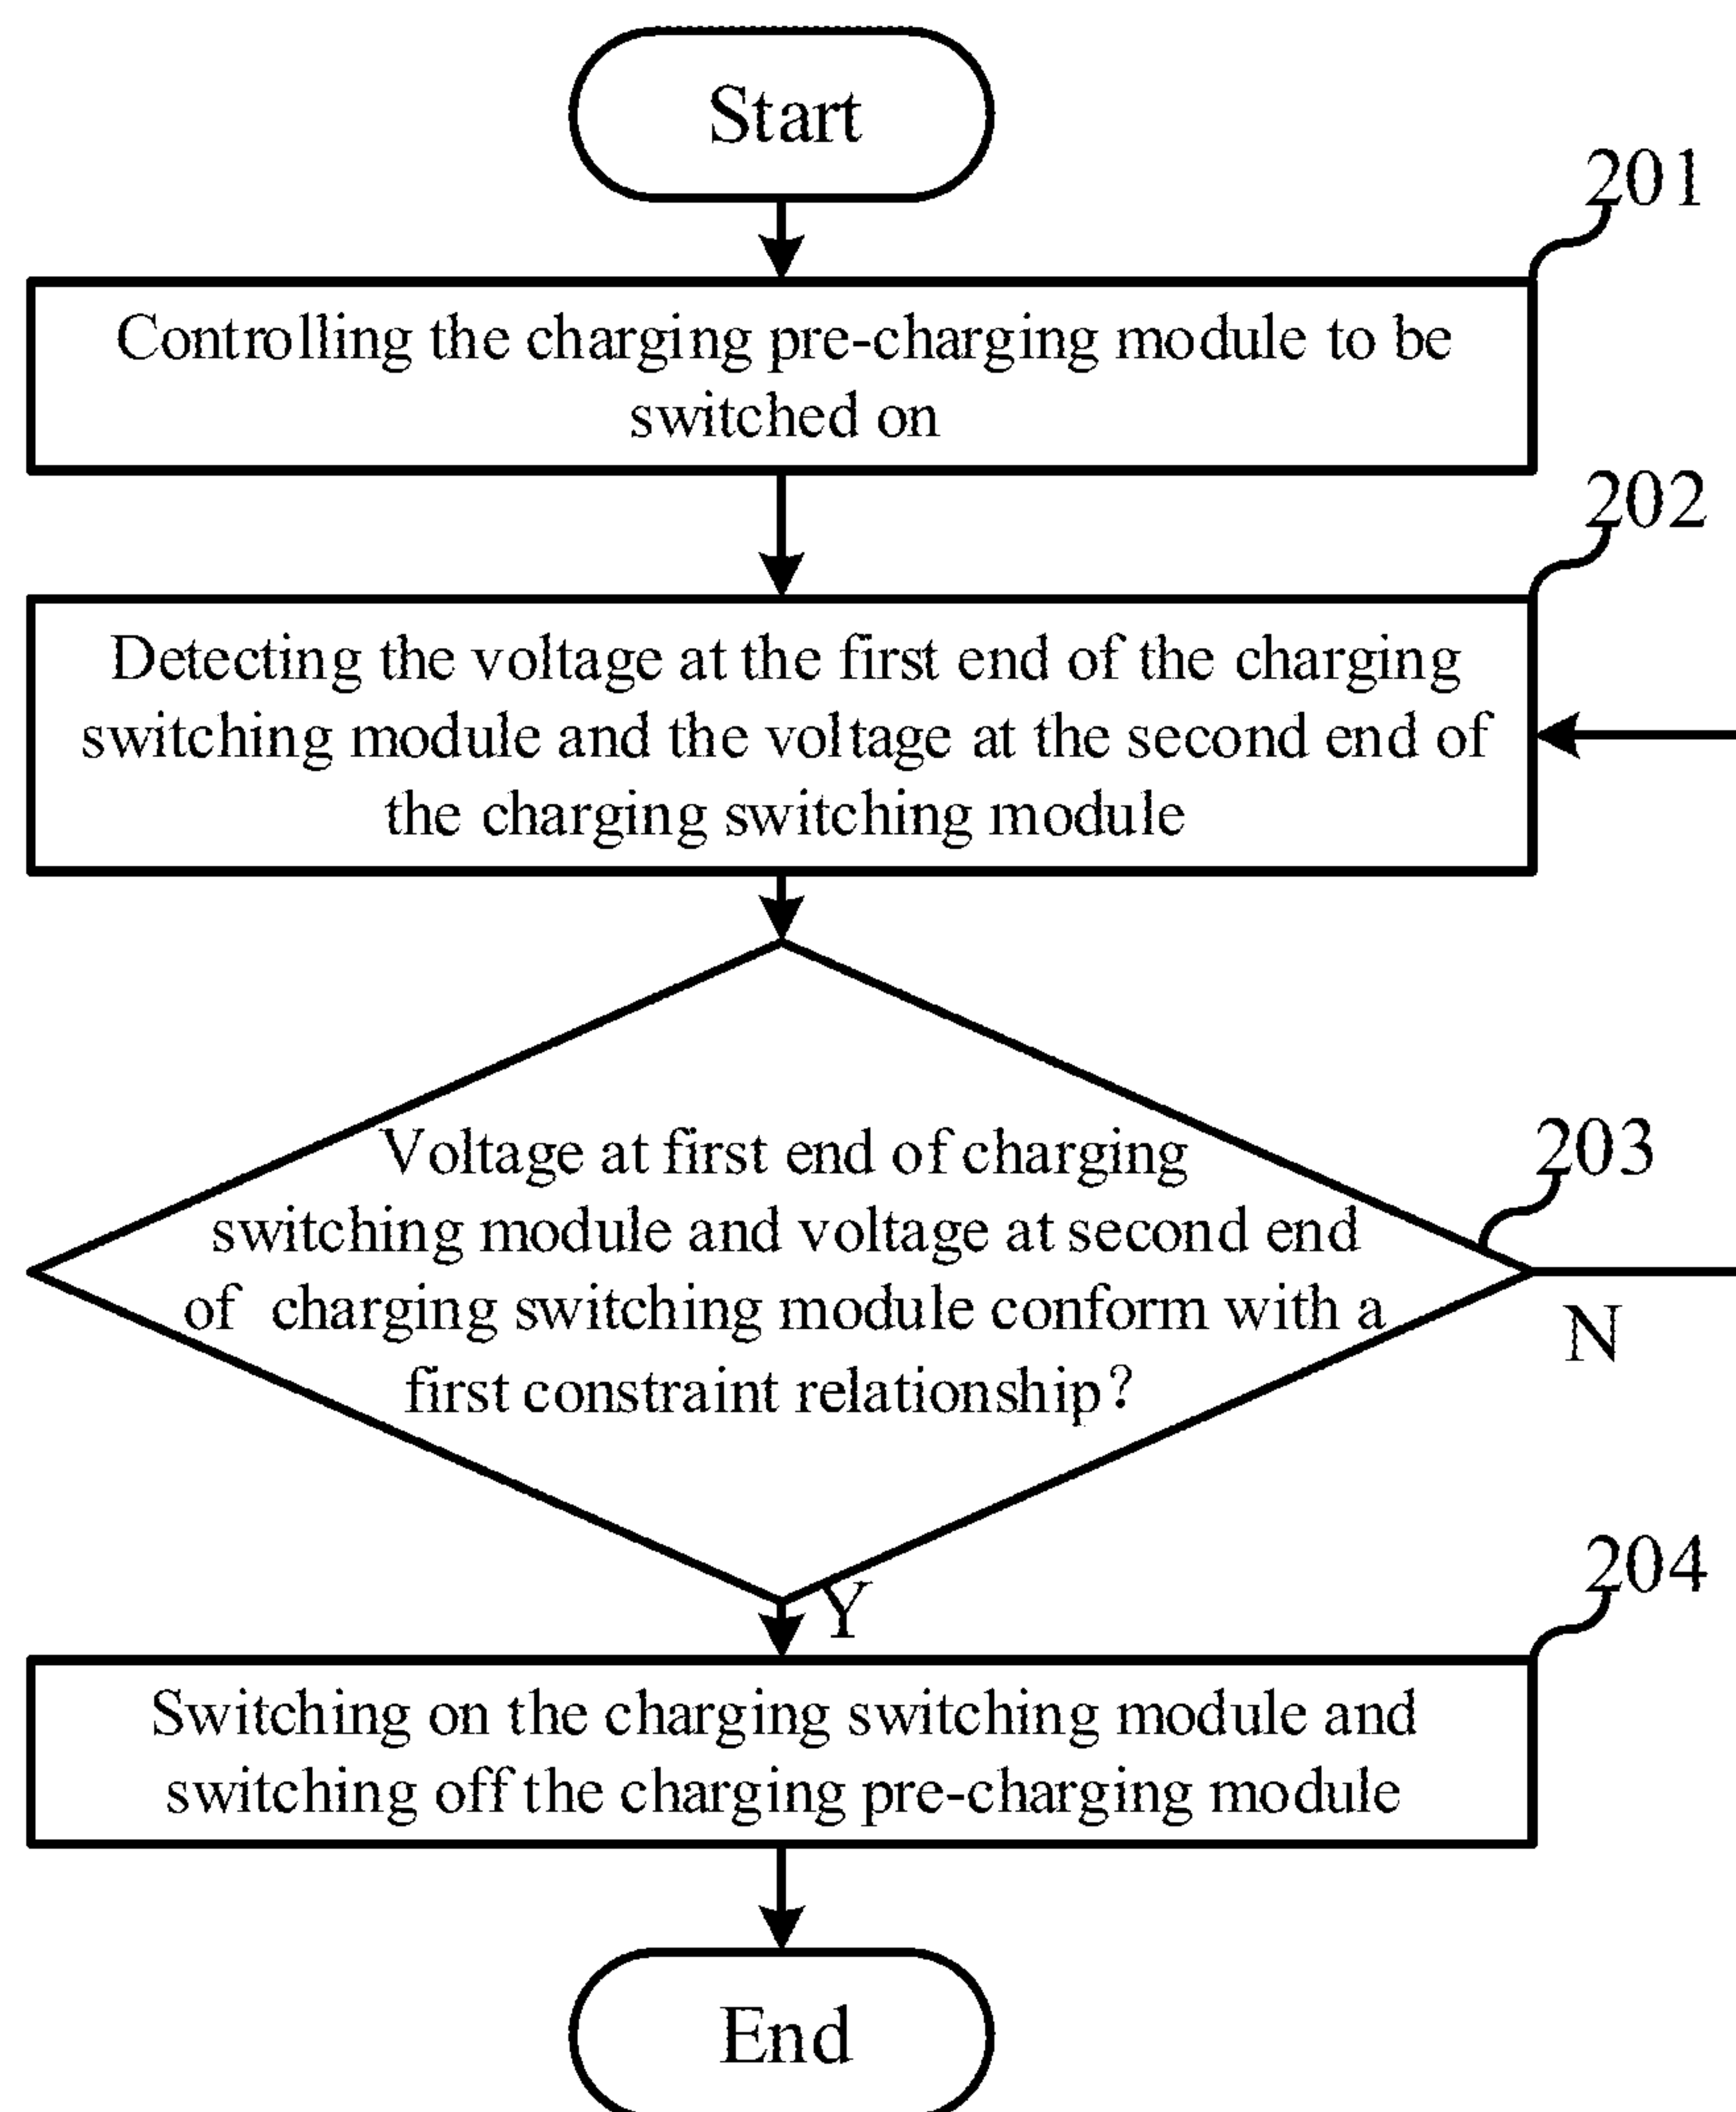 Start
201
Controlling the charging pre-charging module to be
switched on
202
Detecting the voltage at the first end of the charging
switching module and the voltage at the second end of
the charging switching module
203
Voltage at first end of charging
switching module and voltage at second end
of charging switching module conform with a
first constraint relationship?
N
Y
204
Switching on the charging switching module and
switching off the charging pre-charging module
End